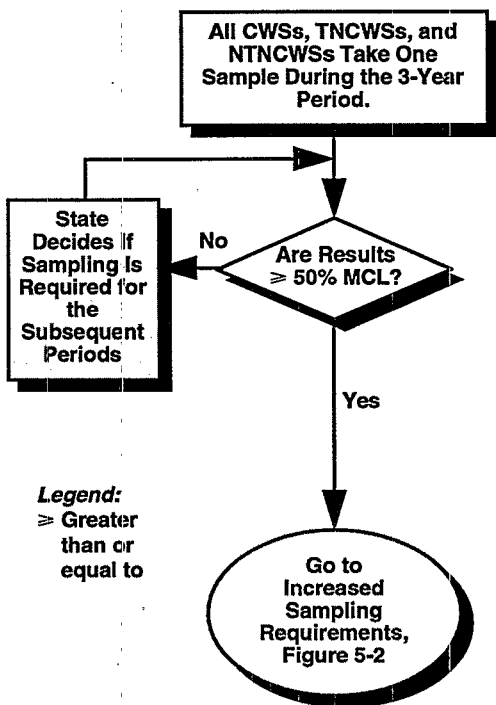 All CWSs, TNCWSs, and
NTNCWSs Take One
Sample During the 3-Year
Period.
State
Decides If
Sampling Is
Required for
the
Subsequent
Periods
No
Are Results
≥ 50% MCL?
Yes
Legend:
≥ Greater
than or
equal to
Go to
Increased
Sampling
Requirements,
Figure 5-2